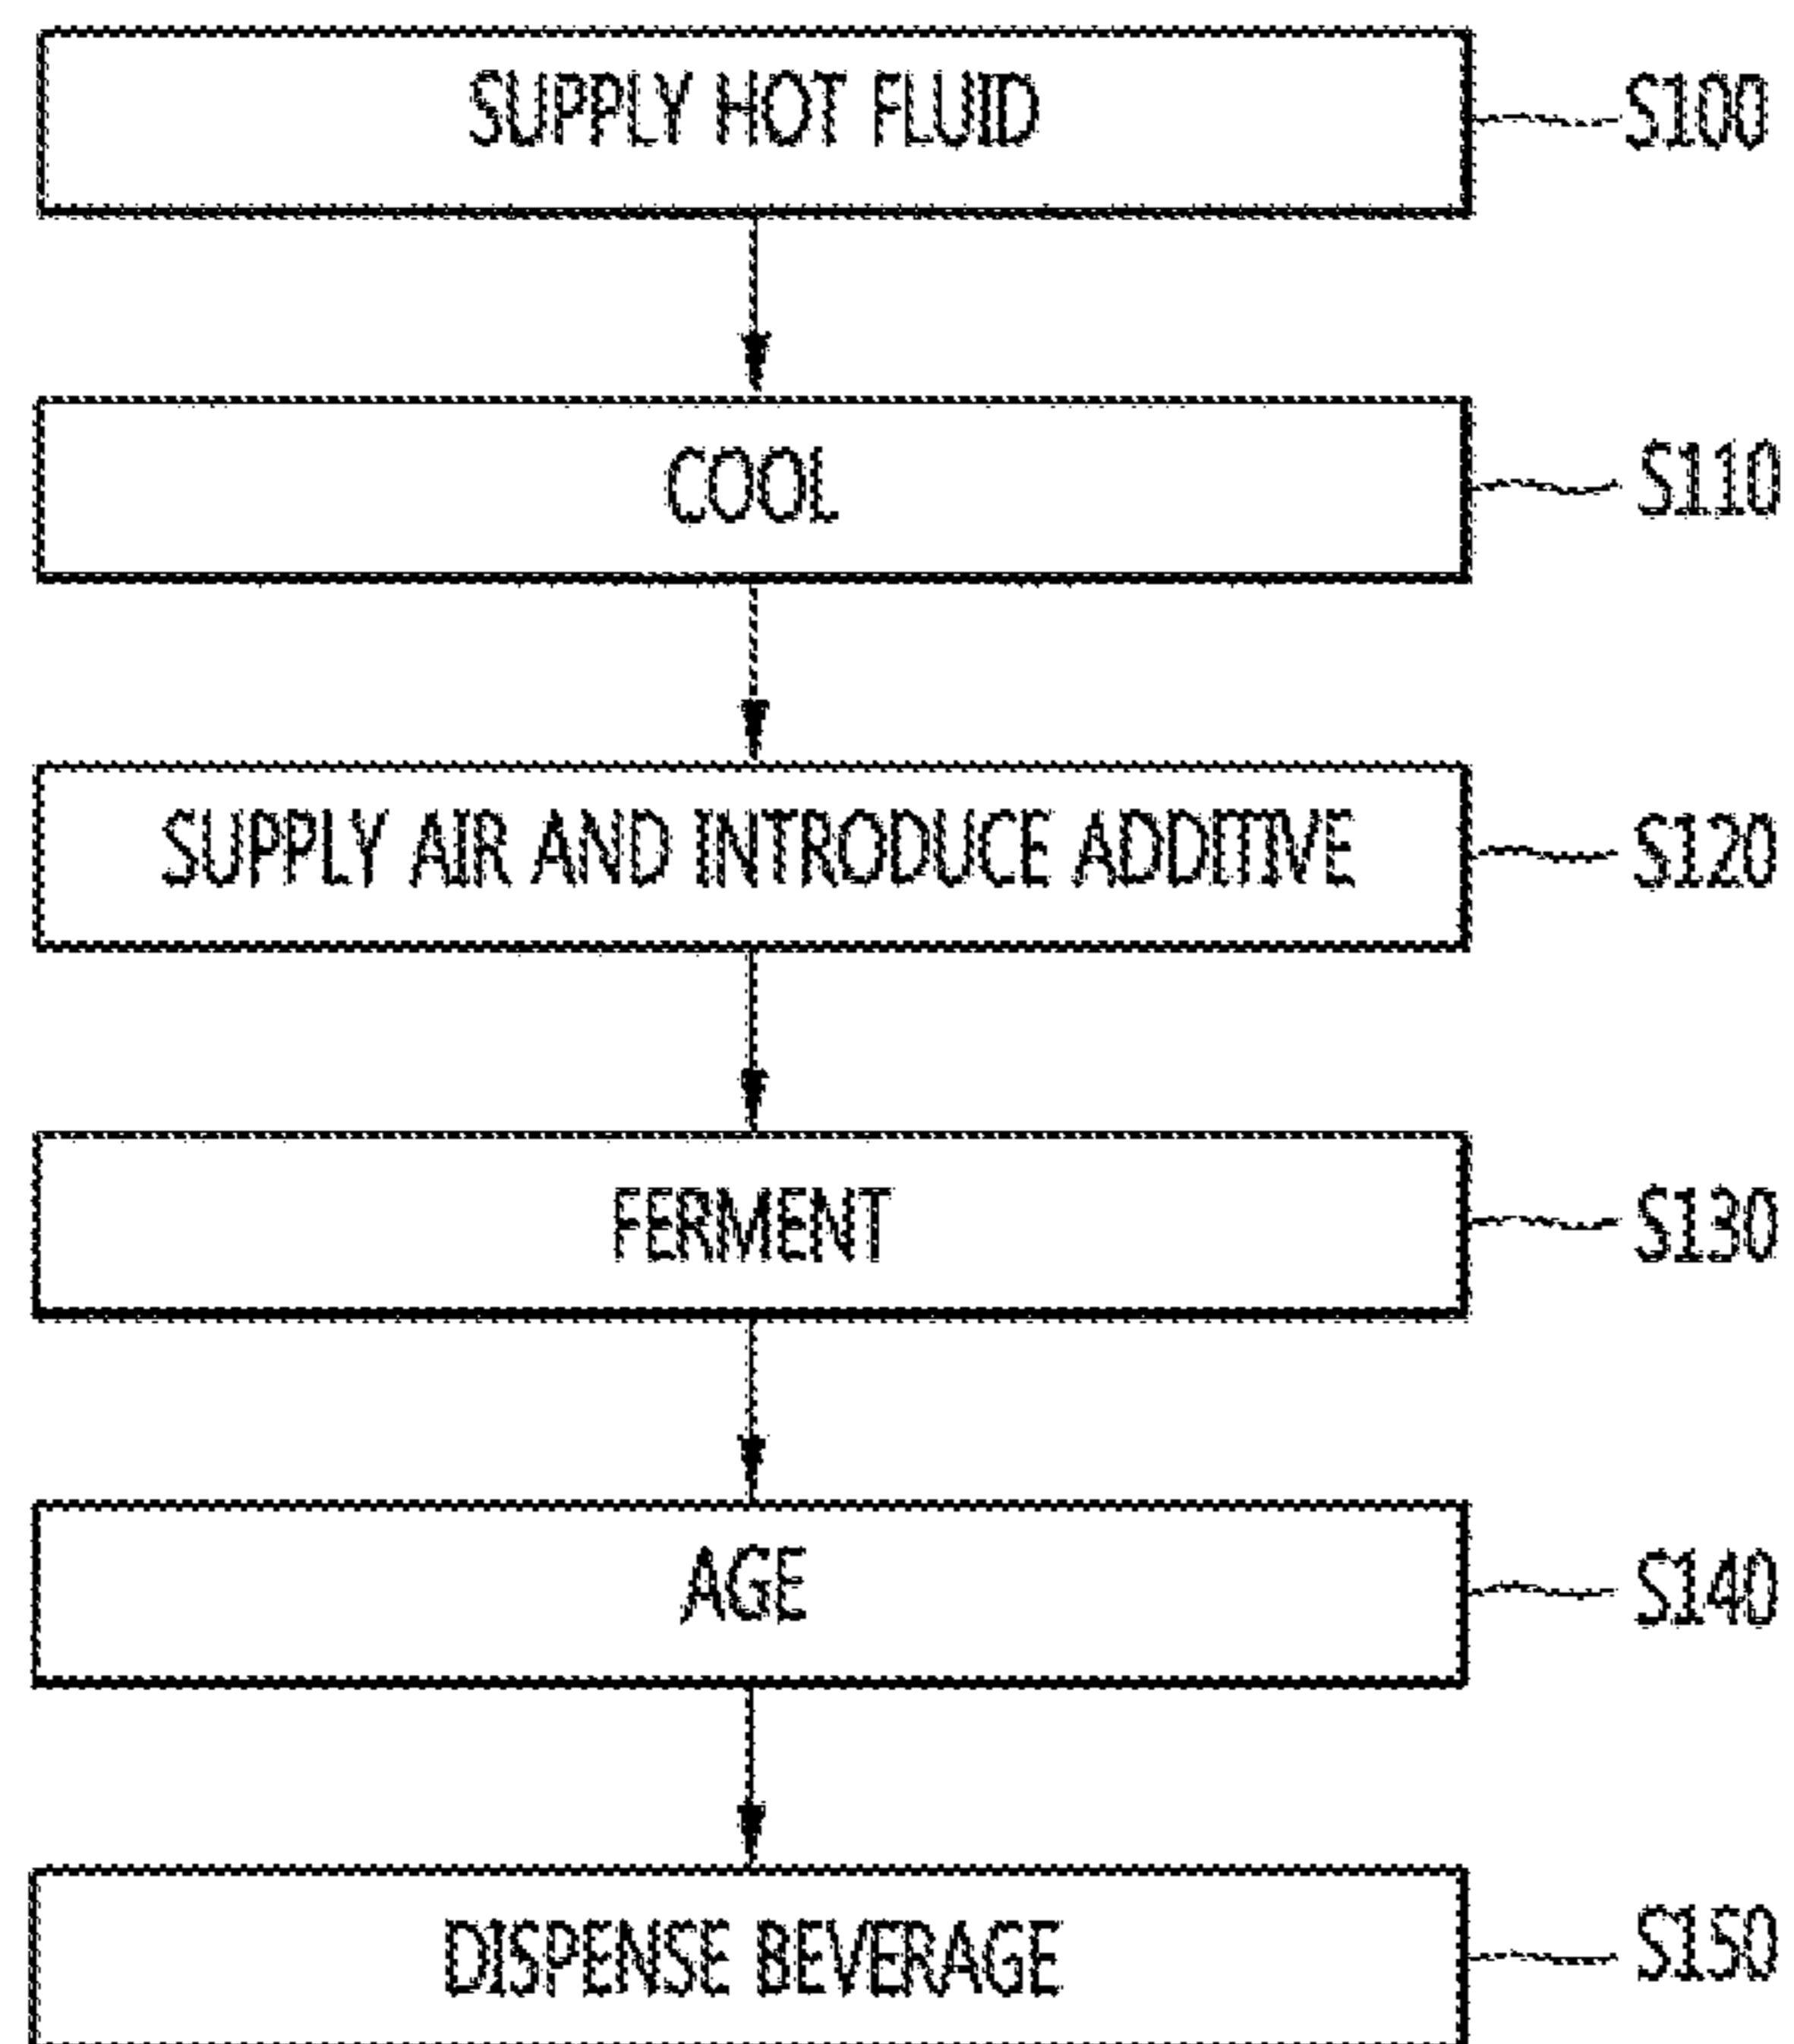 SUPPLY HOT FLUID
S100
COOL
S110
SUPPLY AIR AND INTRODUCE ADDITIVE
S120
FERMENT
S130
AGE
S140
DISPENSE BEVERAGE
S150